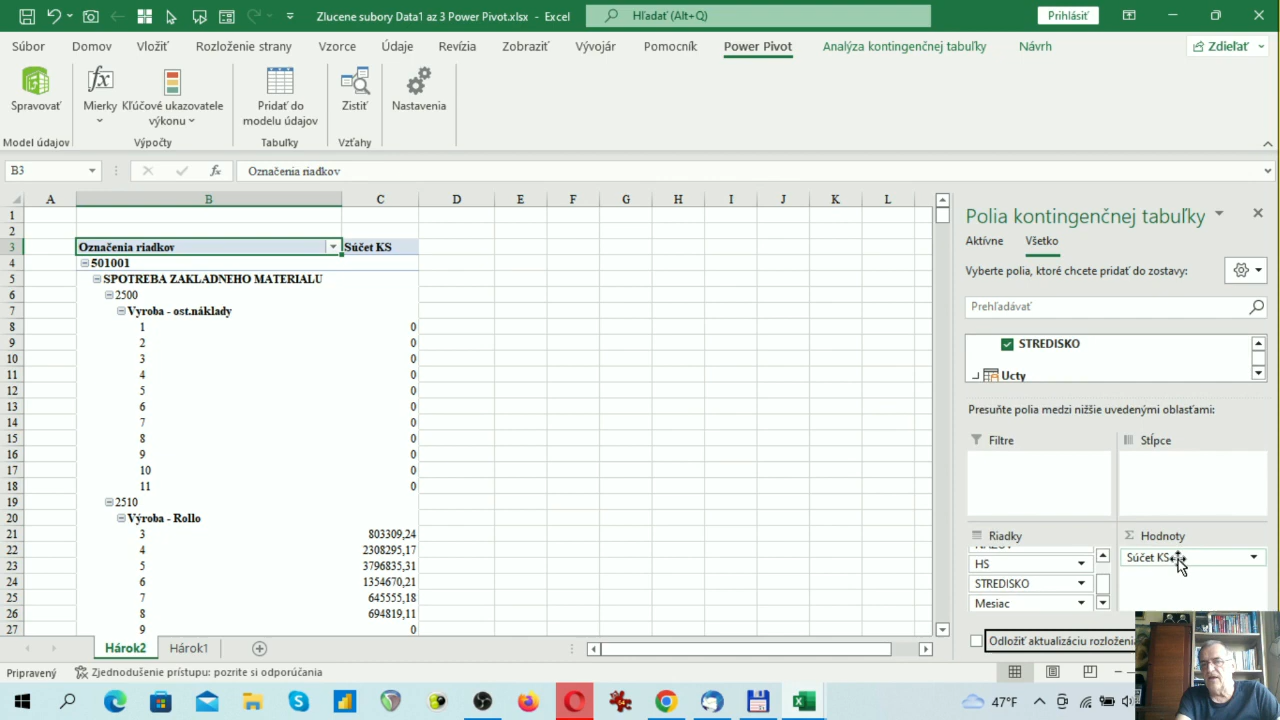 Zlucene subory Data1 az 3 Power Pivot.xlsx - Excel
Hľadať (Alt+Q)
Prihlásiť
Súbor Domov Vložiť Rozloženie strany Vzorce Údaje Revízia Zobraziť Vývojár Pomocník Power Pivot Analýza kontingenčnej tabuľky Návrh Zdieľať
Spravovať Mierky Kľúčové ukazovatele výkonu Pridať do modelu údajov Zistiť Nastavenia
Model údajov Výpočty Tabuľky Vzťahy
B3 fx Označenia riadkov
A B C D E F G H I J K L
1
2
3 Označenia riadkov Súčet KS
4 501001
5 SPOTREBA ZAKLADNEHO MATERIALU
6 2500
7 Vyroba - ost.náklady
8 1 0
9 2 0
10 3 0
11 4 0
12 5 0
13 6 0
14 7 0
15 8 0
16 9 0
17 10 0
18 11 0
19 2510
20 Výroba - Rollo
21 3 803309,24
22 4 2308295,17
23 5 3796835,31
24 6 1354670,21
25 7 645555,18
26 8 694819,11
27 9 0
Polia kontingenčnej tabuľky
Aktívne Všetko
Vyberte polia, ktoré chcete pridať do zostavy:
Prehľadávať
STREDISKO
Ucty
Presuňte polia medzi nižšie uvedenými oblasťami:
Filtre Stĺpce
Riadky Hodnoty
HS
STREDISKO
Mesiac
Súčet KS
Odložiť aktualizáciu rozloženia
Hárok2 Hárok1
Pripravený Zjednodušenie prístupu: pozrite si odporúčania
47°F